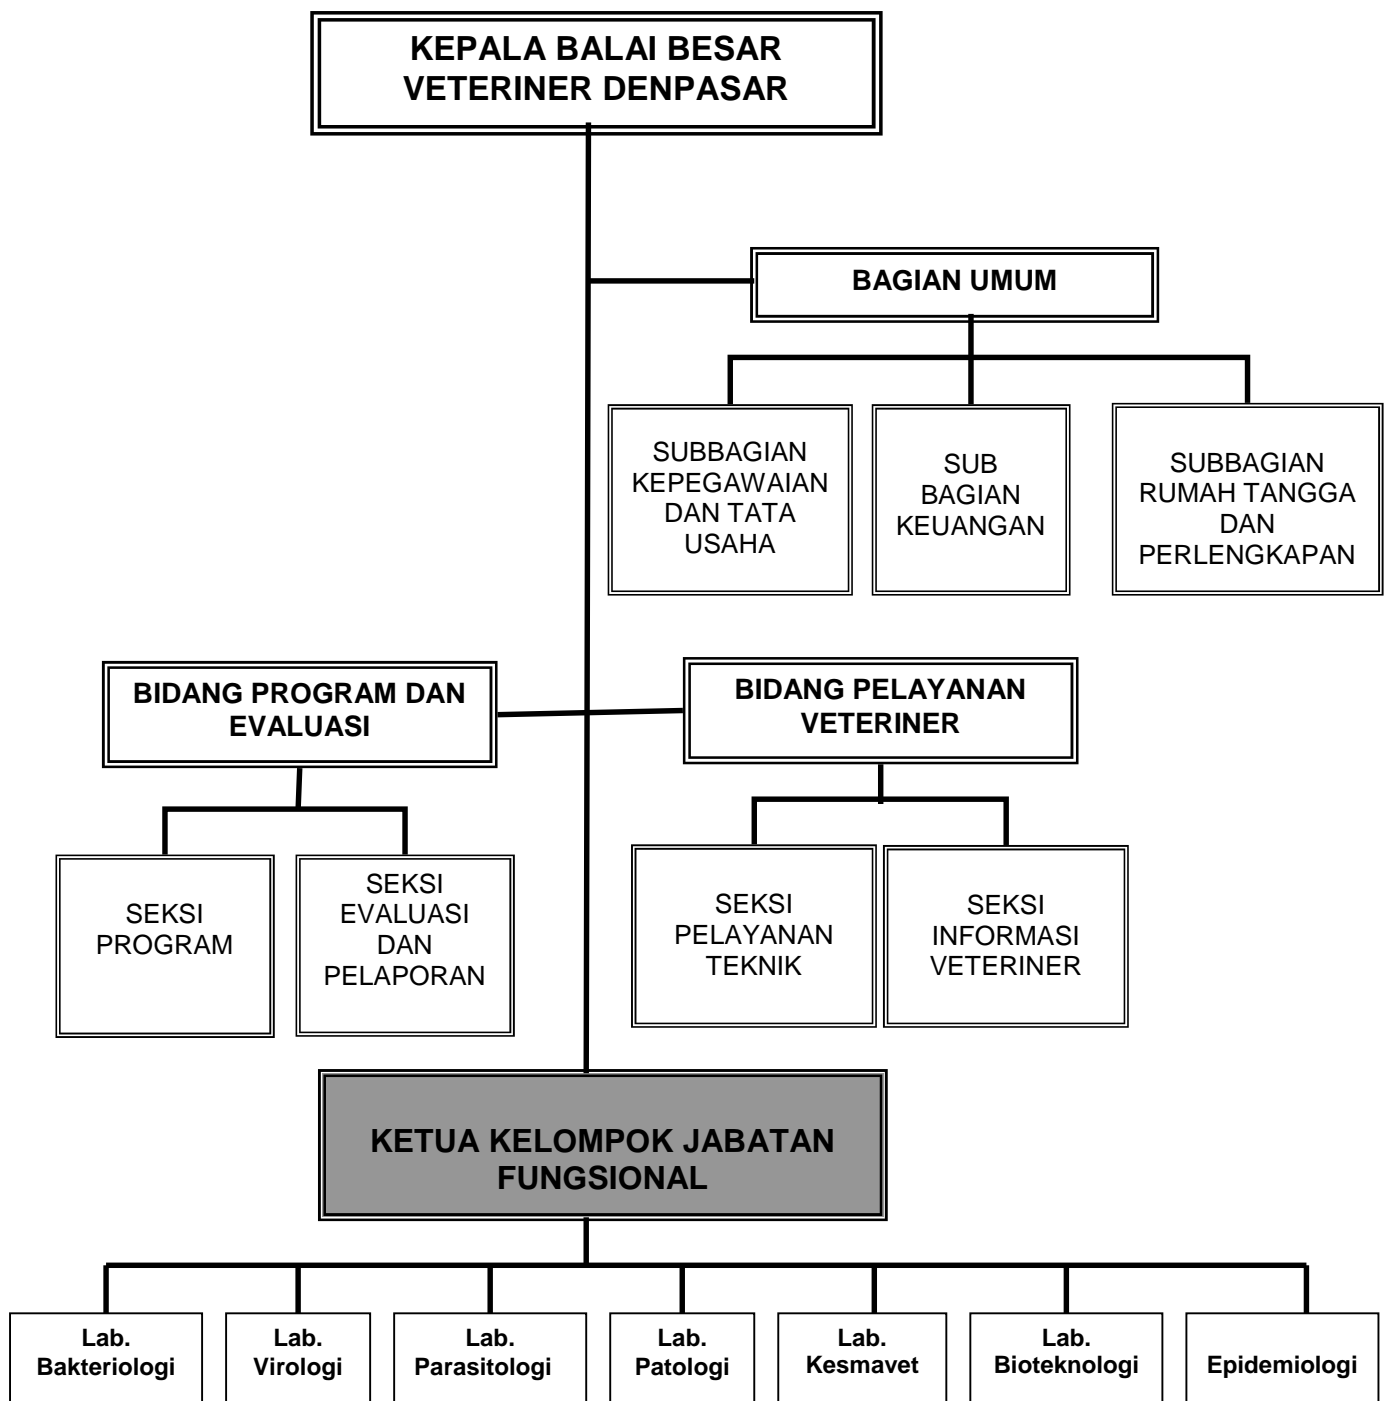 KEPALA BALAI BESAR
VETERINER DENPASAR
BAGIAN UMUM
SUBBAGIAN
KEPEGAWAIAN
DAN TATA
USAHA
SUB
BAGIAN
KEUANGAN
SUBBAGIAN
RUMAH TANGGA
DAN
PERLENGKAPAN
BIDANG PROGRAM DAN
EVALUASI
BIDANG PELAYANAN
VETERINER
SEKSI
PROGRAM
SEKSI
EVALUASI
DAN
PELAPORAN
SEKSI
PELAYANAN
TEKNIK
SEKSI
INFORMASI
VETERINER
KETUA KELOMPOK JABATAN
FUNGSIONAL
Lab.
Bakteriologi
Lab.
Virologi
Lab.
Parasitologi
Lab.
Patologi
Lab.
Kesmavet
Lab.
Bioteknologi
Epidemiologi